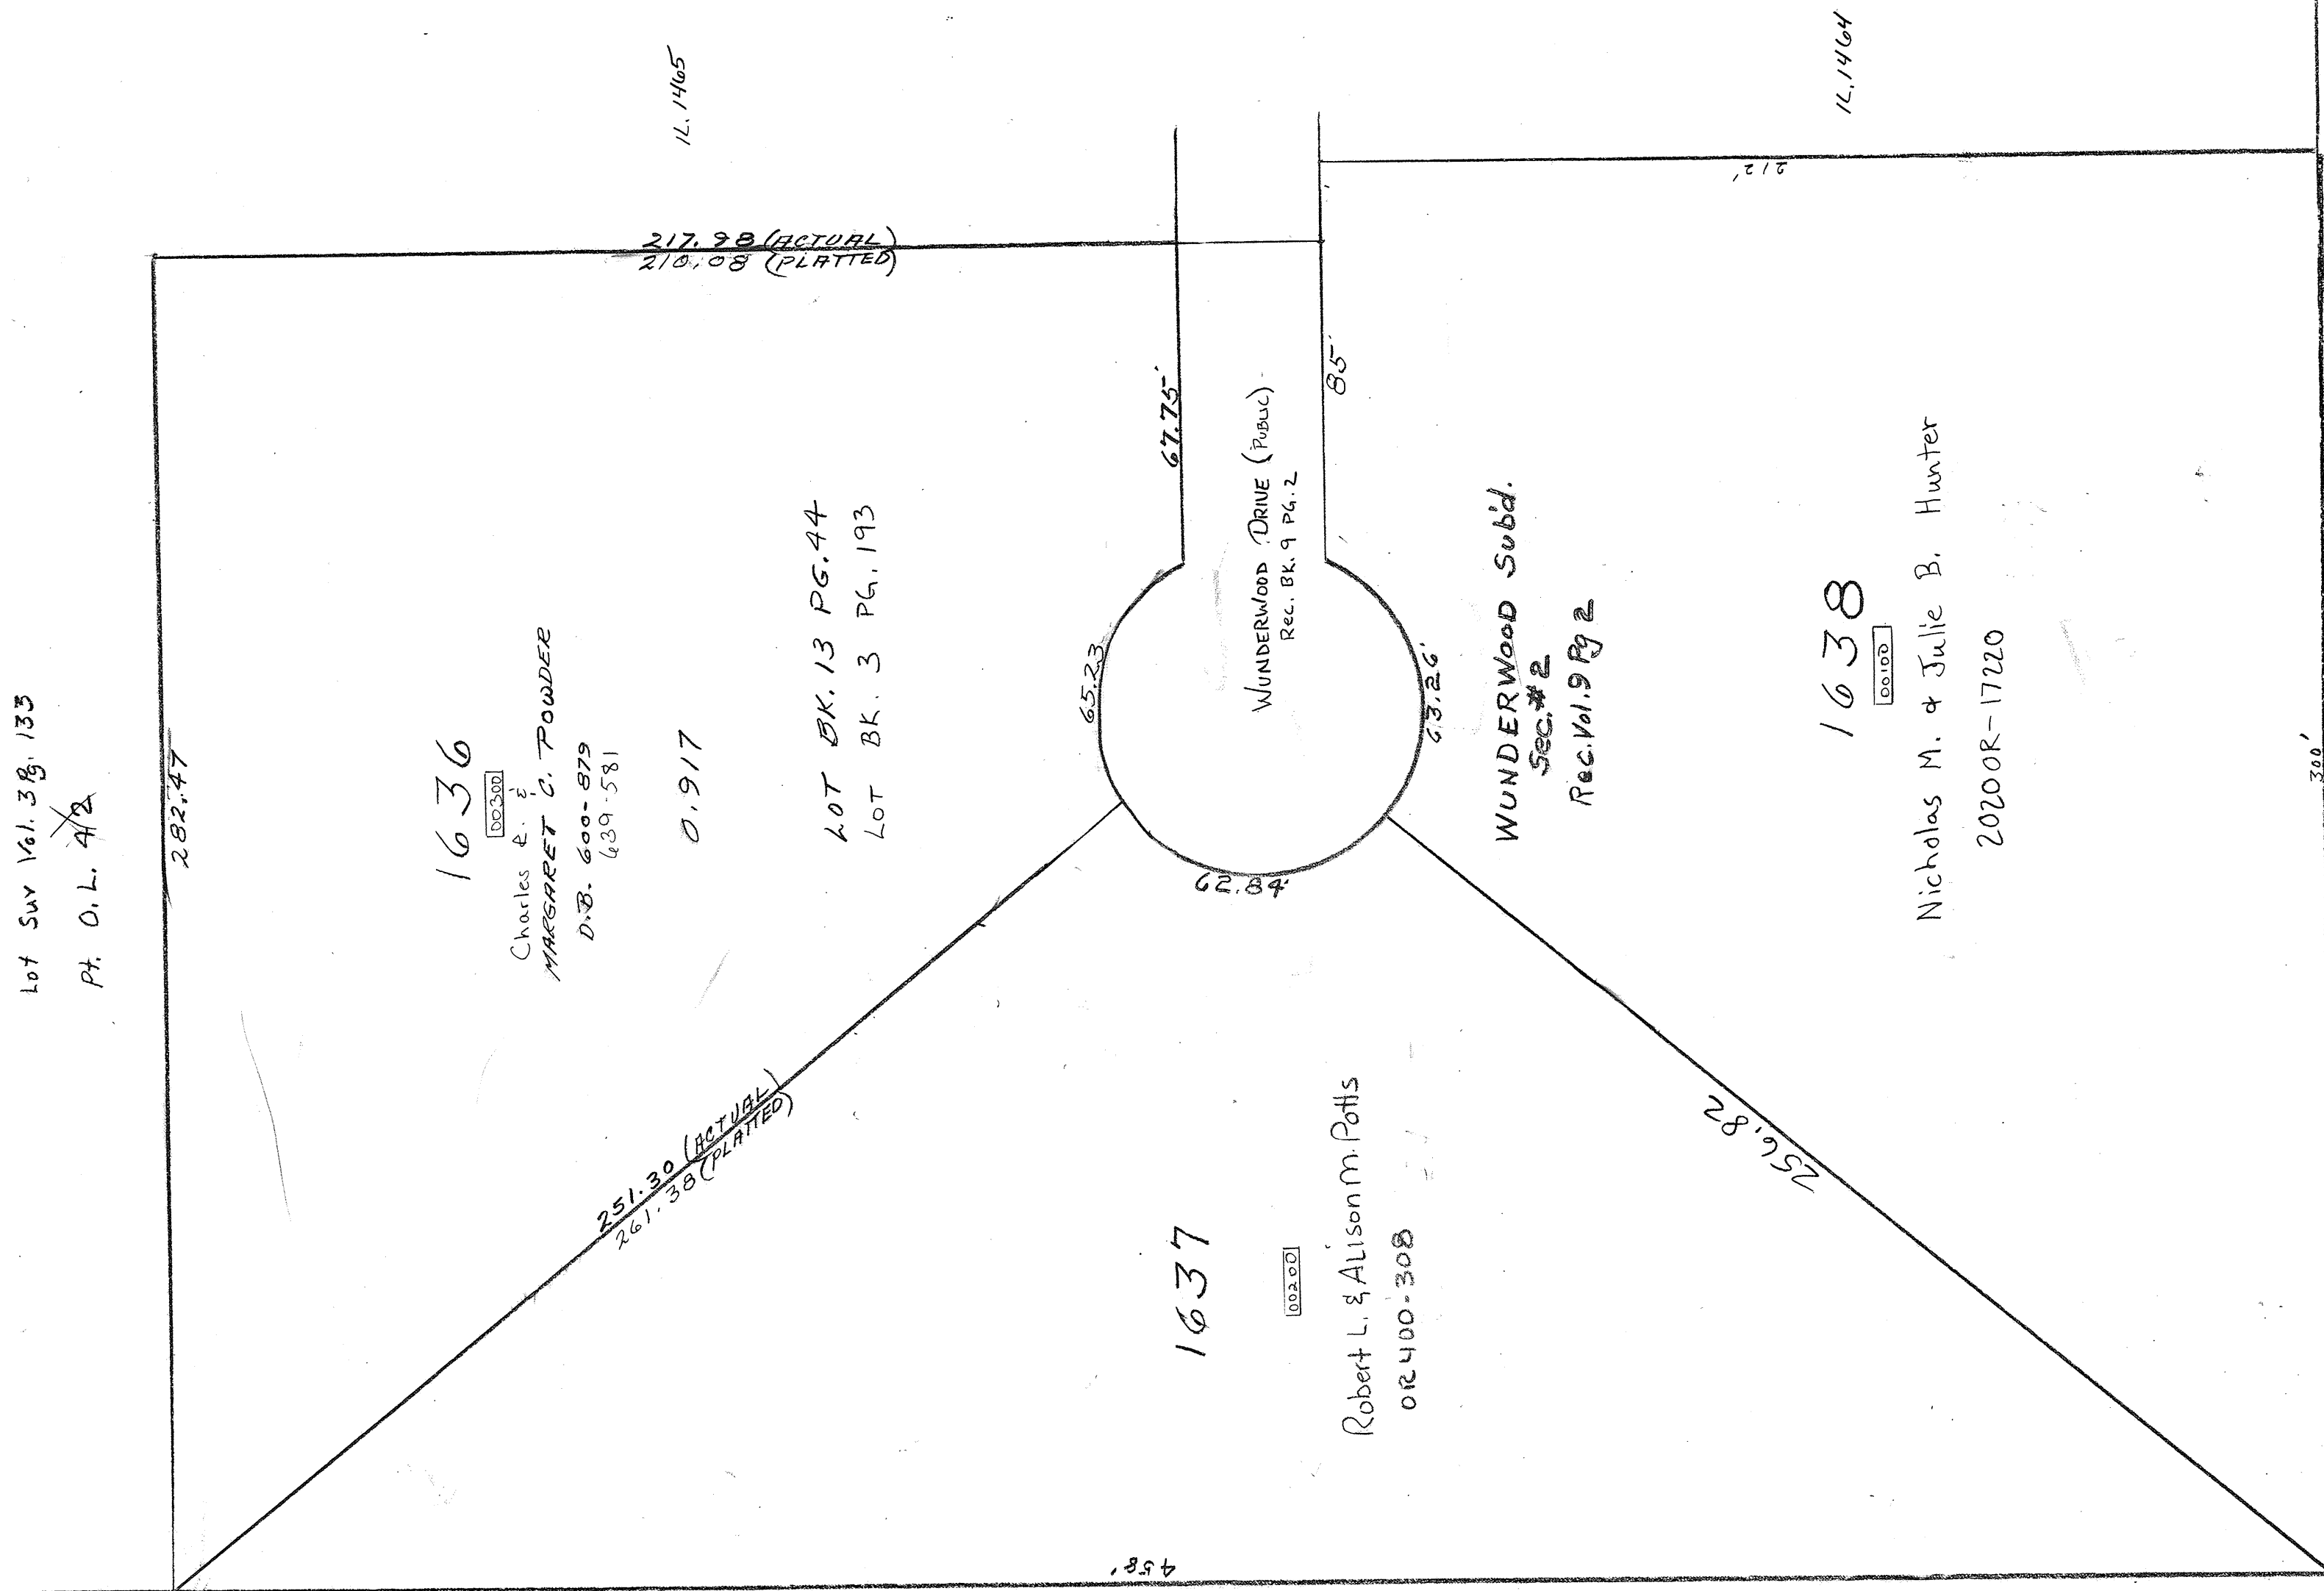 Lot Sur Vol. 3 Pg. 133
Pt. O. L. 42
282.47
1636
00300
Charles R. &
MARGARET C. POWDER
D.B. 600-879
639-581
0.917
LOT BK. 13 PG. 44
LOT BK. 3 PG. 193
IL. 1465
217.98 (ACTUAL)
210.08 (PLATTED)
67.75'
65.23
WUNDERWOOD DRIVE (PUBLIC)
Rec. BK. 9 PG. 2
85'
63.26'
62.84'
251.30 (ACTUAL)
261.38 (PLATTED)
1637
00200
Robert L. & Alison M. Potts
OR400-308
458'
WUNDERWOOD Sub'd.
Sec. #2
Rec. Vol. 9 Pg 2
256.82
IL. 1464
212'
1638
00100
Nicholas M. & Julie B. Hunter
2020OR-17220
300'